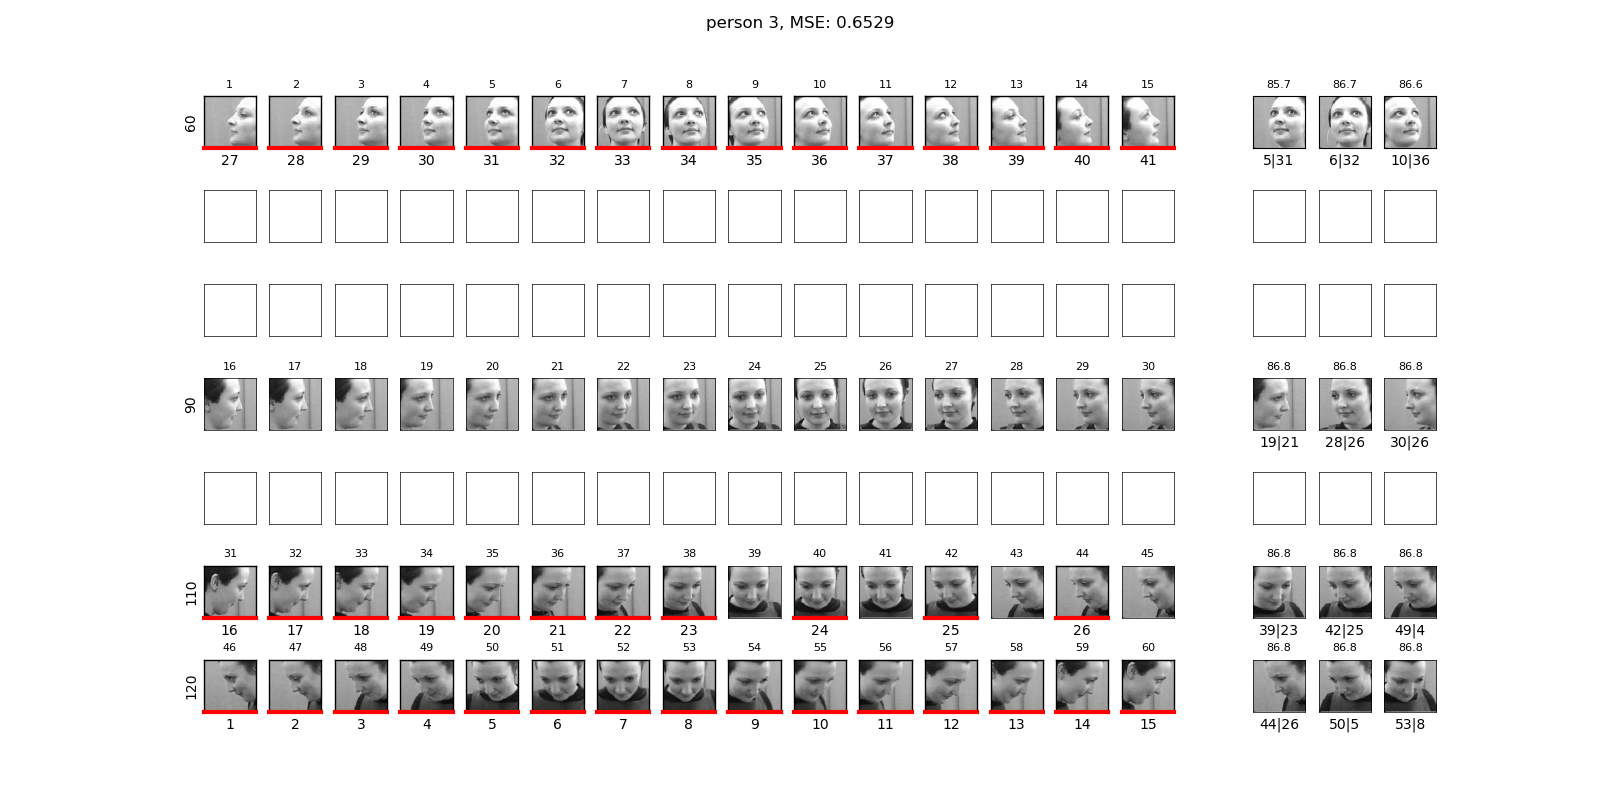 person 3, MSE: 0.6529
1 2 3 4 5 6 7 8 9 10 11 12 13 14 15 85.7 86.7 86.6
60
27 28 29 30 31 32 33 34 35 36 37 38 39 40 41 5|31 6|32 10|36
16 17 18 19 20 21 22 23 24 25 26 27 28 29 30 86.8 86.8 86.8
90
19|21 28|26 30|26
31 32 33 34 35 36 37 38 39 40 41 42 43 44 45 86.8 86.8 86.8
110
16 17 18 19 20 21 22 23 24 25 26 39|23 42|25 49|4
46 47 48 49 50 51 52 53 54 55 56 57 58 59 60 86.8 86.8 86.8
120
1 2 3 4 5 6 7 8 9 10 11 12 13 14 15 44|26 50|5 53|8